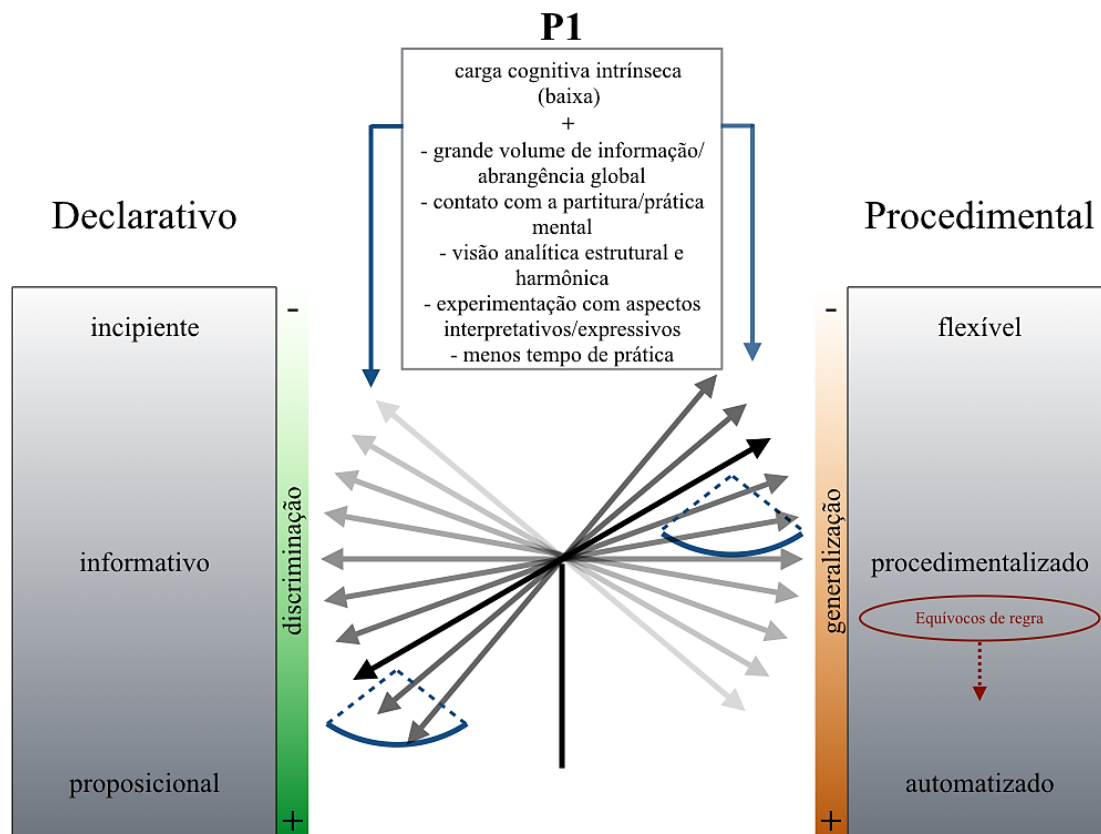 P1
carga cognitiva intrínseca
(baixa)
+
- grande volume de informação/
abrangência global
- contato com a partitura/prática
mental
- visão analítica estrutural e
harmônica
- experimentação com aspectos
interpretativos/expressivos
- menos tempo de prática
Declarativo
incipiente
informativo
proposicional
-
discriminação
+
Procedimental
-
generalização
+
flexível
procedimentalizado
Equívocos de regra
automatizado